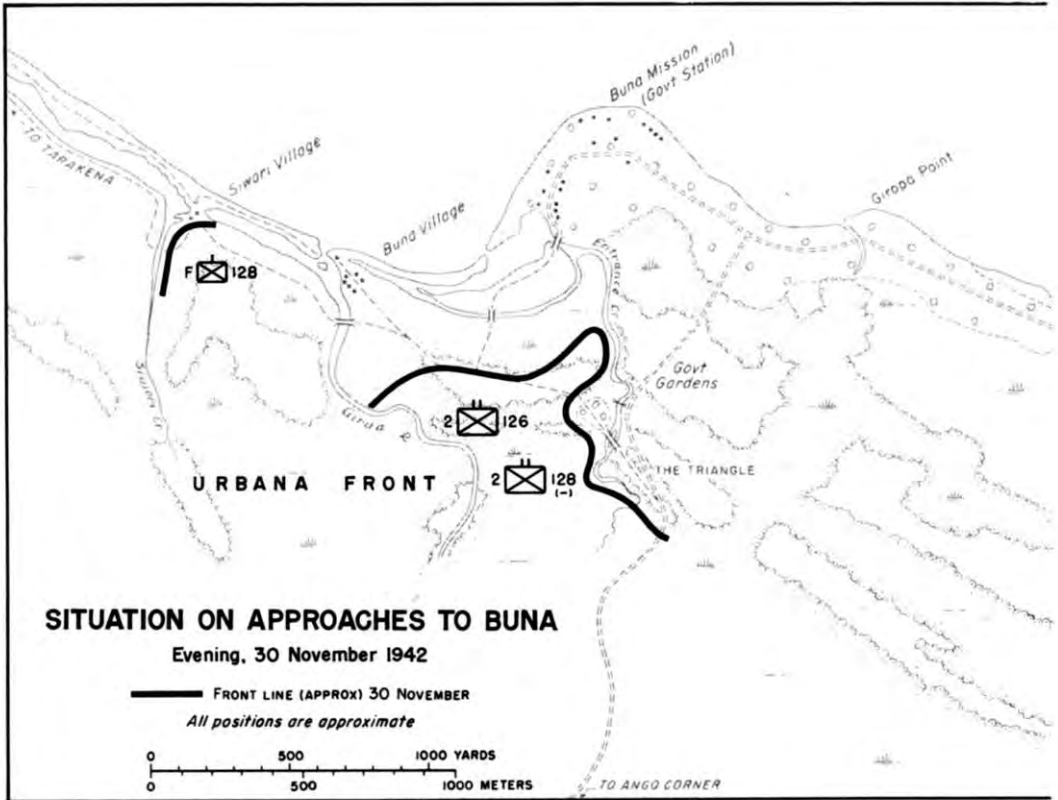 Buna Mission
(Govt Station)
TO TARAKENA
Siwori Village
Buna Village
Giropa Point
F 128
Entrance Cr
Siwori Cr
Girua R
Govt
Gardens
2 126
THE TRIANGLE
2 128
(-)
URBANA FRONT
SITUATION ON APPROACHES TO BUNA
Evening, 30 November 1942
FRONT LINE (APPROX) 30 NOVEMBER
All positions are approximate
0 500 1000 YARDS
0 500 1000 METERS
TO ANGO CORNER